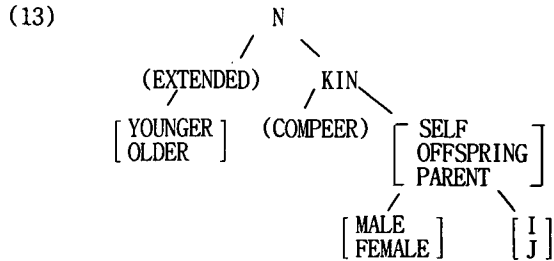 (13) N
(EXTENDED) KIN
[ YOUNGER (COMPEER) [ SELF
OLDER ] OFFSPRING
PARENT ]
[ MALE [ I
FEMALE ] J ]